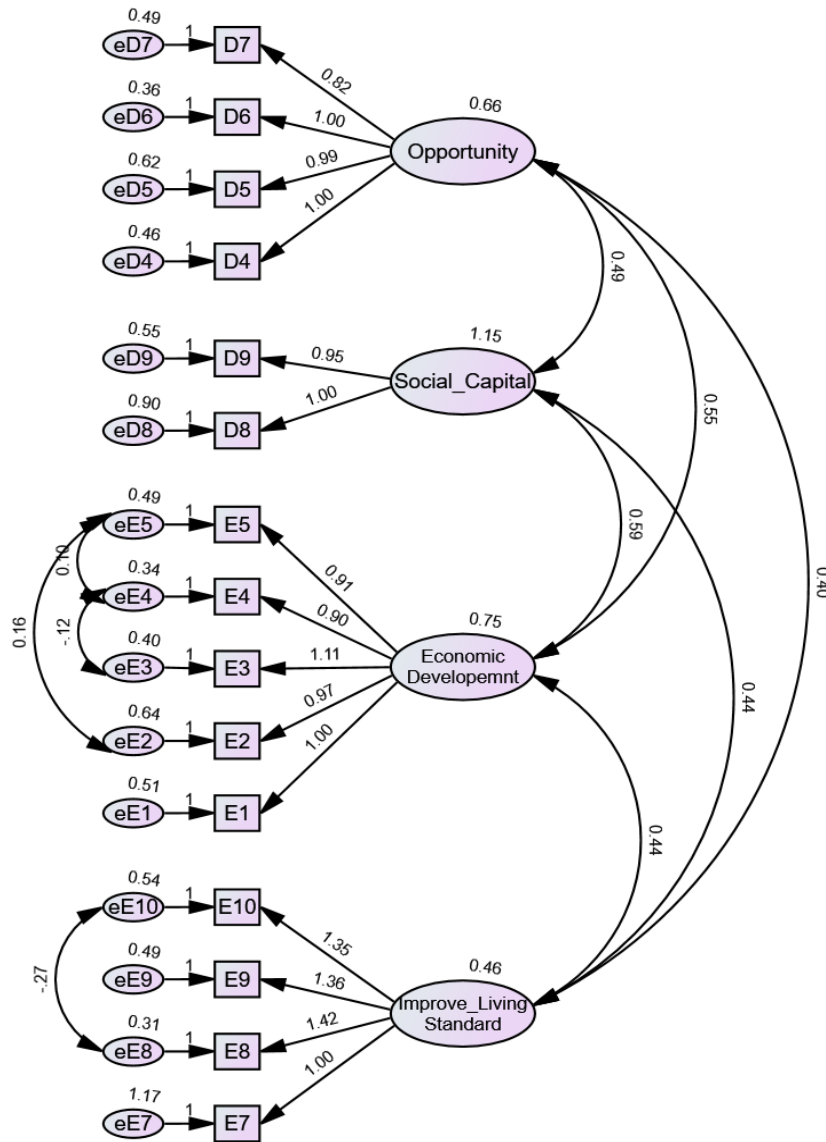 0.49
eD7 1 D7
0.82
0.36
eD6 1 D6
1.00
0.66
Opportunity
0.62
eD5 1 D5
0.99
0.46
eD4 1 D4
1.00
0.49
0.55
eD9 1 D9
0.95
1.15
Social_Capital
0.90
eD8 1 D8
1.00
0.55
0.49
eE5 1 E5
0.91
0.59
0.10
0.34
eE4 1 E4
0.90
0.40
0.16
-.12
0.40
eE3 1 E3
1.11
0.75
Economic
Developemnt
0.64
eE2 1 E2
0.97
0.44
0.51
eE1 1 E1
1.00
0.44
0.54
eE10 1 E10
1.35
-.27
0.49
eE9 1 E9
1.36
0.46
Improve_Living
Standard
0.31
eE8 1 E8
1.42
1.17
eE7 1 E7
1.00